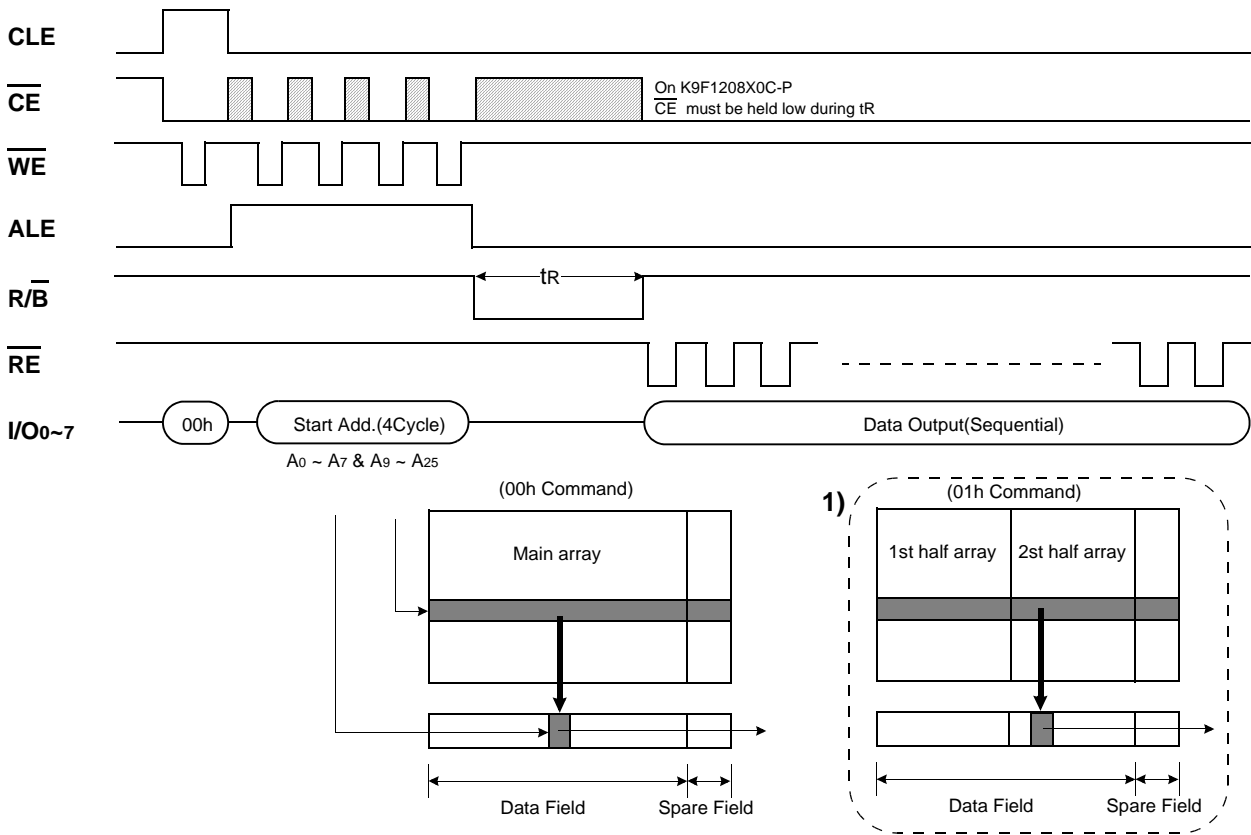 CLE
CE
On K9F1208X0C-P
CE must be held low during tR
WE
ALE
R/B
tR
RE
I/O0~7
00h
Start Add.(4Cycle)
Data Output(Sequential)
A0 ~ A7 & A9 ~ A25
(00h Command)
Main array
Data Field
Spare Field
1)
(01h Command)
1st half array
2st half array
Data Field
Spare Field